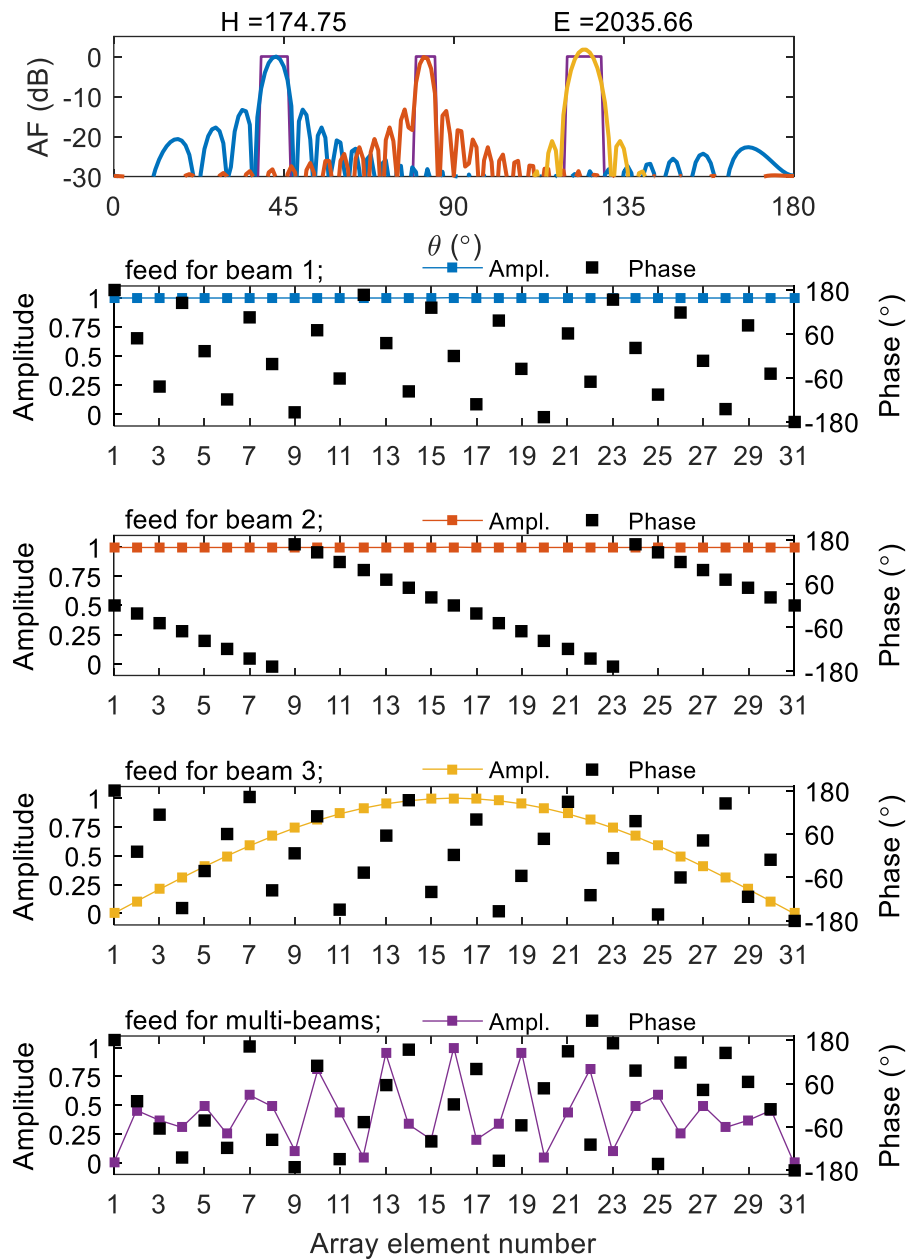 H =174.75 E =2035.66
AF (dB)
0
-10
-20
-30
0 45 90 135 180
θ (°)
feed for beam 1; Ampl. Phase
Amplitude
1
0.75
0.5
0.25
0
180
60
-60
-180
Phase (°)
1 3 5 7 9 11 13 15 17 19 21 23 25 27 29 31
feed for beam 2; Ampl. Phase
Amplitude
1
0.75
0.5
0.25
0
180
60
-60
-180
Phase (°)
1 3 5 7 9 11 13 15 17 19 21 23 25 27 29 31
feed for beam 3; Ampl. Phase
Amplitude
1
0.75
0.5
0.25
0
180
60
-60
-180
Phase (°)
1 3 5 7 9 11 13 15 17 19 21 23 25 27 29 31
feed for multi-beams; Ampl. Phase
Amplitude
1
0.75
0.5
0.25
0
180
60
-60
-180
Phase (°)
1 3 5 7 9 11 13 15 17 19 21 23 25 27 29 31
Array element number